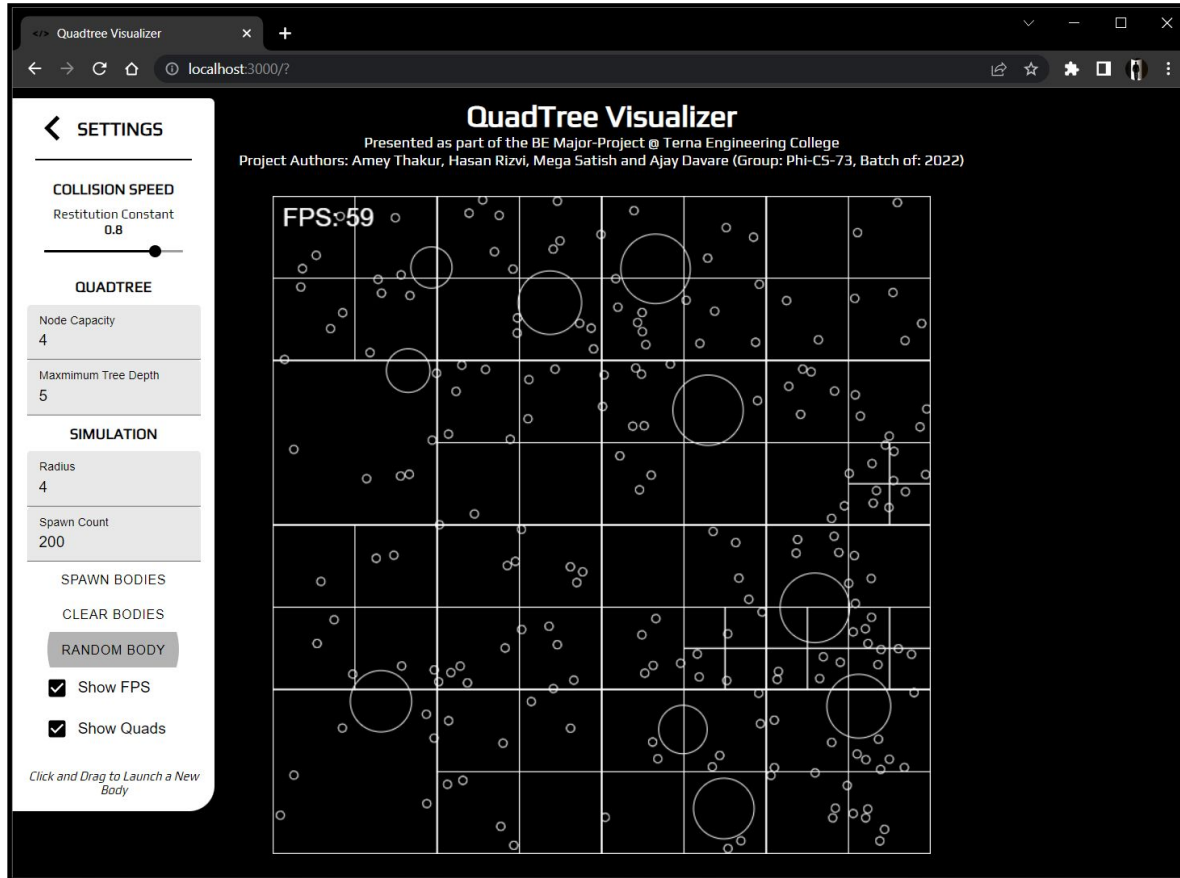 Quadtree Visualizer
localhost:3000/?
SETTINGS
COLLISION SPEED
Restitution Constant
0.8
QUADTREE
Node Capacity
4
Maxmimum Tree Depth
5
SIMULATION
Radius
4
Spawn Count
200
SPAWN BODIES
CLEAR BODIES
RANDOM BODY
Show FPS
Show Quads
Click and Drag to Launch a New
Body
QuadTree Visualizer
Presented as part of the BE Major-Project @ Terna Engineering College
Project Authors: Amey Thakur, Hasan Rizvi, Mega Satish and Ajay Davare (Group: Phi-CS-73, Batch of: 2022)
FPS: 59